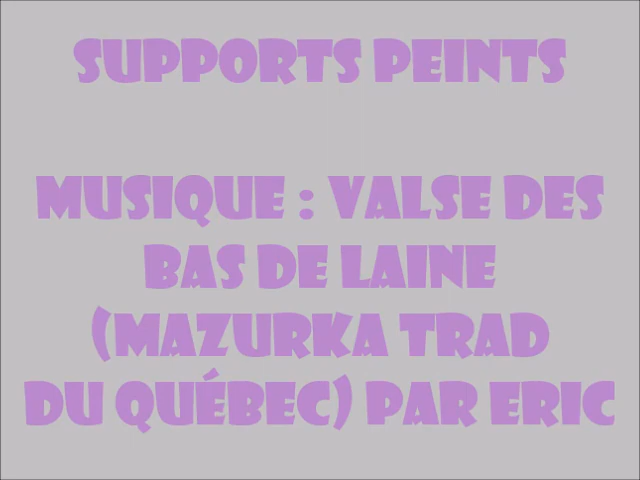 SUPPORTS PEINTS
MUSIQUE : VALSE DES
BAS DE LAINE
(MAZURKA TRAD
DU QUÉBEC) PAR ERIC